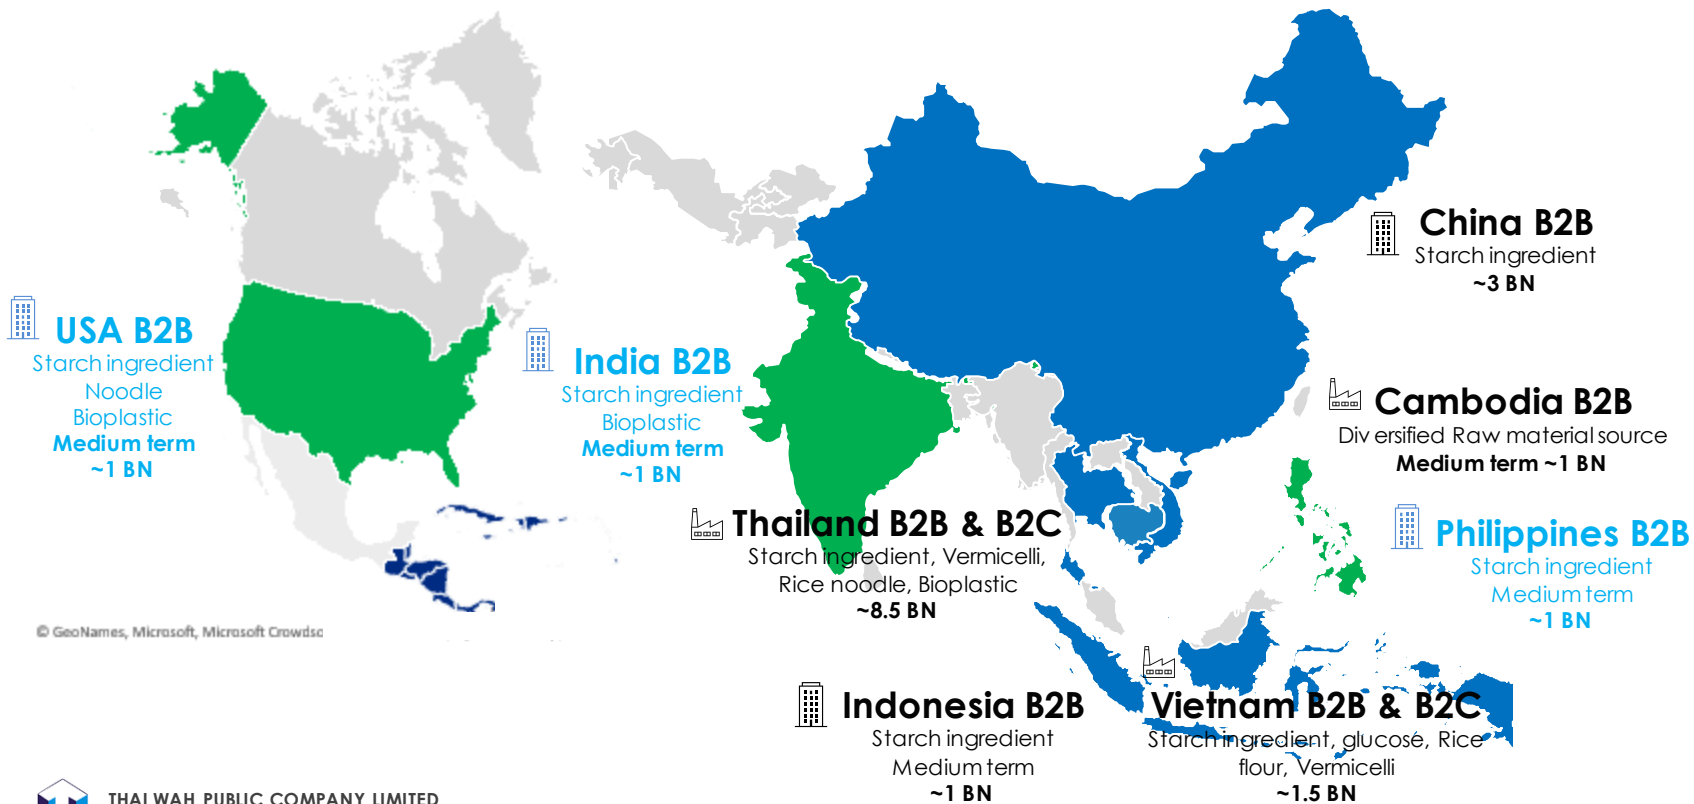 China B2B
Starch ingredient
~3 BN
USA B2B
Starch ingredient
Noodle
Bioplastic
Medium term
~1 BN
India B2B
Starch ingredient
Bioplastic
Medium term
~1 BN
Cambodia B2B
Diversified Raw material source
Medium term ~1 BN
Thailand B2B & B2C
Starch ingredient, Vermicelli,
Rice noodle, Bioplastic
~8.5 BN
Philippines B2B
Starch ingredient
Medium term
~1 BN
© GeoNames, Microsoft, Microsoft Crowdso
Indonesia B2B
Starch ingredient
Medium term
~1 BN
Vietnam B2B & B2C
Starch ingredient, glucose, Rice
flour, Vermicelli
~1.5 BN
THAI WAH PUBLIC COMPANY LIMITED